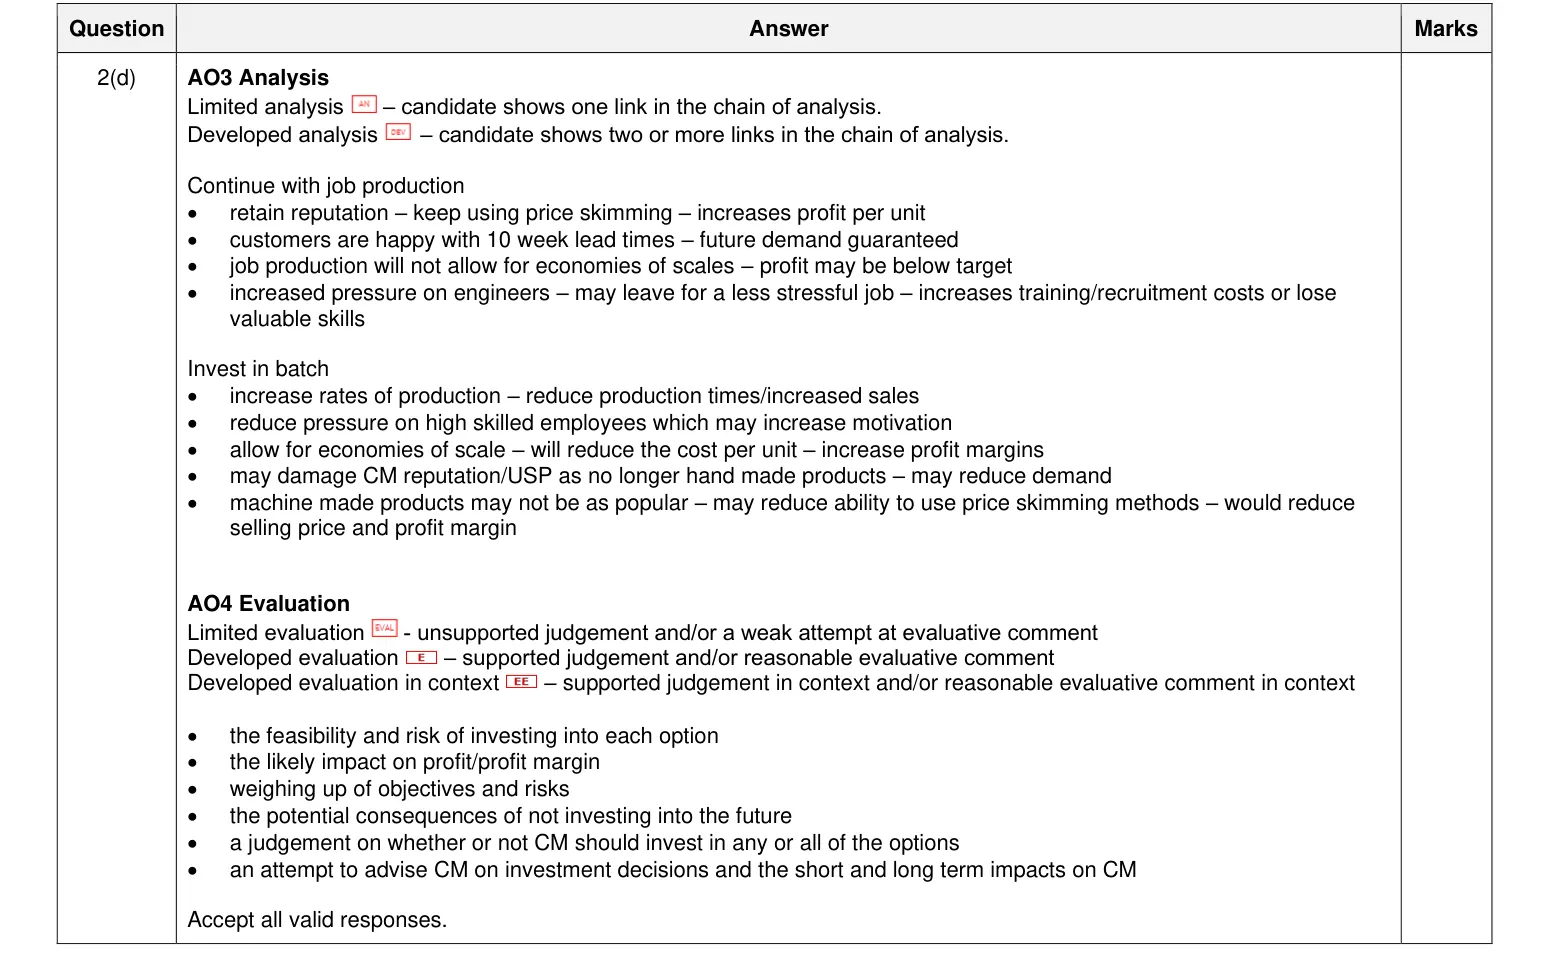 Question Answer Marks
2(d) AO3 Analysis
Limited analysis AN – candidate shows one link in the chain of analysis.
Developed analysis DEV – candidate shows two or more links in the chain of analysis.
Continue with job production
• retain reputation – keep using price skimming – increases profit per unit
• customers are happy with 10 week lead times – future demand guaranteed
• job production will not allow for economies of scales – profit may be below target
• increased pressure on engineers – may leave for a less stressful job – increases training/recruitment costs or lose
valuable skills
Invest in batch
• increase rates of production – reduce production times/increased sales
• reduce pressure on high skilled employees which may increase motivation
• allow for economies of scale – will reduce the cost per unit – increase profit margins
• may damage CM reputation/USP as no longer hand made products – may reduce demand
• machine made products may not be as popular – may reduce ability to use price skimming methods – would reduce
selling price and profit margin
AO4 Evaluation
Limited evaluation EVAL - unsupported judgement and/or a weak attempt at evaluative comment
Developed evaluation E – supported judgement and/or reasonable evaluative comment
Developed evaluation in context EE – supported judgement in context and/or reasonable evaluative comment in context
• the feasibility and risk of investing into each option
• the likely impact on profit/profit margin
• weighing up of objectives and risks
• the potential consequences of not investing into the future
• a judgement on whether or not CM should invest in any or all of the options
• an attempt to advise CM on investment decisions and the short and long term impacts on CM
Accept all valid responses.